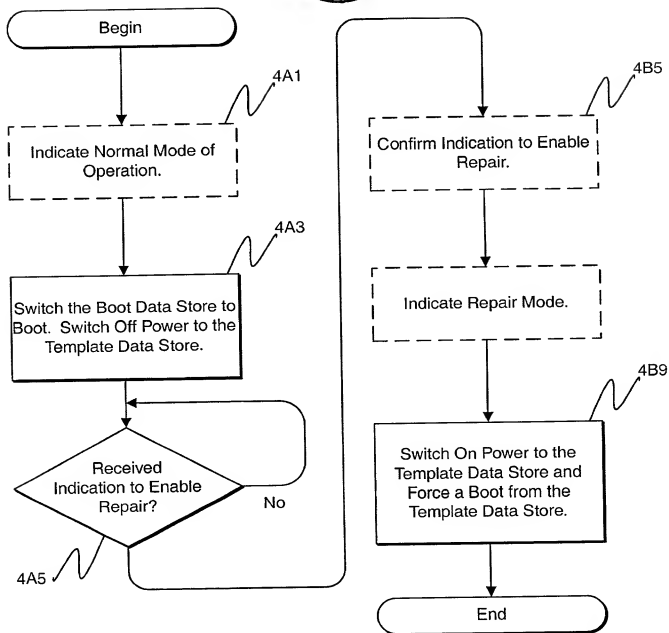 Begin
4A1
Indicate Normal Mode of
Operation.
4A3
Switch the Boot Data Store to
Boot. Switch Off Power to the
Template Data Store.
Received
Indication to Enable
Repair?
No
4A5
4B5
Confirm Indication to Enable
Repair.
Indicate Repair Mode.
4B9
Switch On Power to the
Template Data Store and
Force a Boot from the
Template Data Store.
End